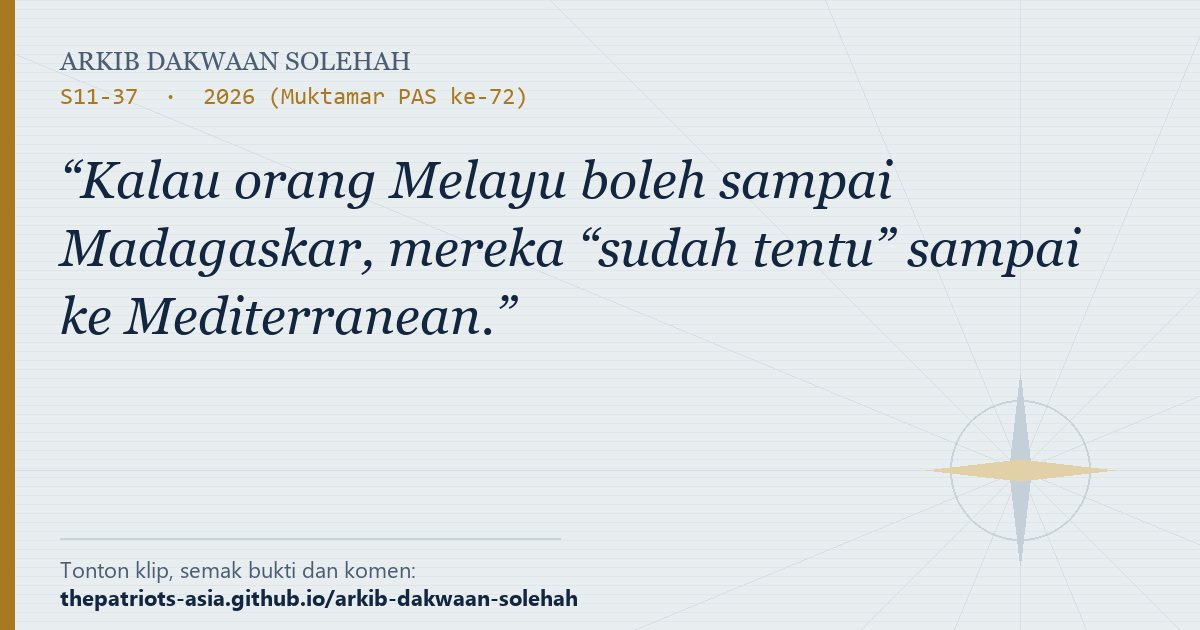 ARKIB DAKWAAN SOLEHAH
S11-37 · 2026 (Muktamar PAS ke-72)
“Kalau orang Melayu boleh sampai
Madagaskar, mereka “sudah tentu” sampai
ke Mediterranean.”
Tonton klip, semak bukti dan komen:
thepatriots-asia.github.io/arkib-dakwaan-solehah